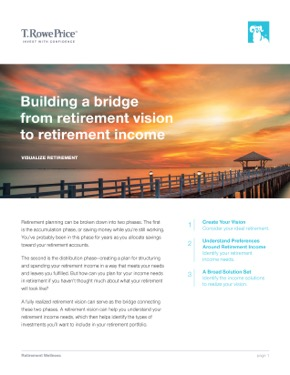 T.RowePrice
INVEST WITH CONFIDENCE
Building a bridge
from retirement vision
to retirement income
VISUALIZE RETIREMENT
Retirement planning can be broken down into two phases. The first
is the accumulation phase, or saving money while you're still working.
You've probably been in this phase for years as you allocate savings
toward your retirement accounts.
The second is the distribution phase–creating a plan for structuring
and spending your retirement income in a way that meets your needs
and leaves you fulfilled. But how can you plan for your income needs
in retirement if you haven't thought much about what your retirement
will look like?
A fully realized retirement vision can serve as the bridge connecting
these two phases. A retirement vision can help you understand your
retirement income needs, which then helps identify the types of
investments you'll want to include in your retirement portfolio.
1
Create Your Vision
Consider your ideal retirement.
2
Understand Preferences
Around Retirement Income
Identify your retirement
income needs.
3
A Broad Solution Set
Identify the income solutions
to realize your vision.
Retirement Wellness
page 1